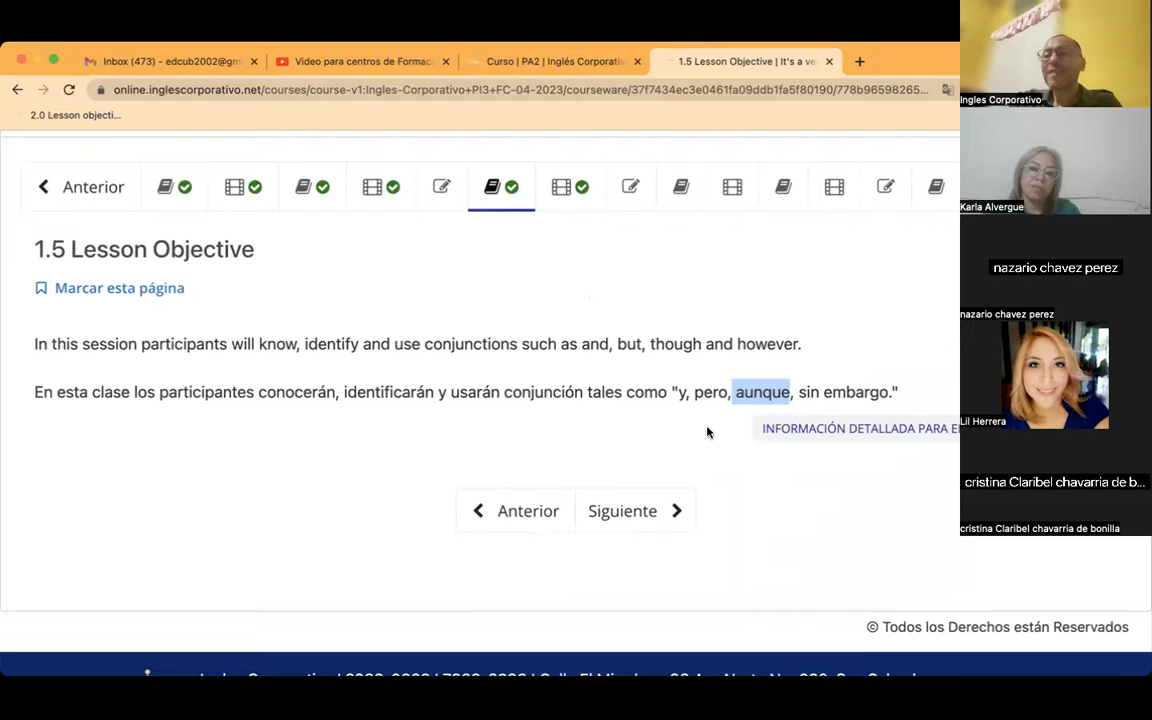 Inbox (473) - edcub2002@gm
Video para centros de Formac
Curso | PA2 | Inglés Corporativ
1.5 Lesson Objective | It's a ve
online.inglescorporativo.net/courses/course-v1:Ingles-Corporativo+PI3+FC-04-2023/courseware/37f7434ec3e0461fa09ddb1fa5f80190/778b96598265...
2.0 Lesson objecti...
Anterior
1.5 Lesson Objective
Marcar esta página
In this session participants will know, identify and use conjunctions such as and, but, though and however.
En esta clase los participantes conocerán, identificarán y usarán conjunción tales como "y, pero, aunque, sin embargo."
INFORMACIÓN DETALLADA PARA E
Anterior
Siguiente
© Todos los Derechos están Reservados
Ingles Corporativo
Karla Alvergue
nazario chavez perez
nazario chavez perez
Lil Herrera
cristina Claribel chavarria de b...
cristina Claribel chavarria de bonilla